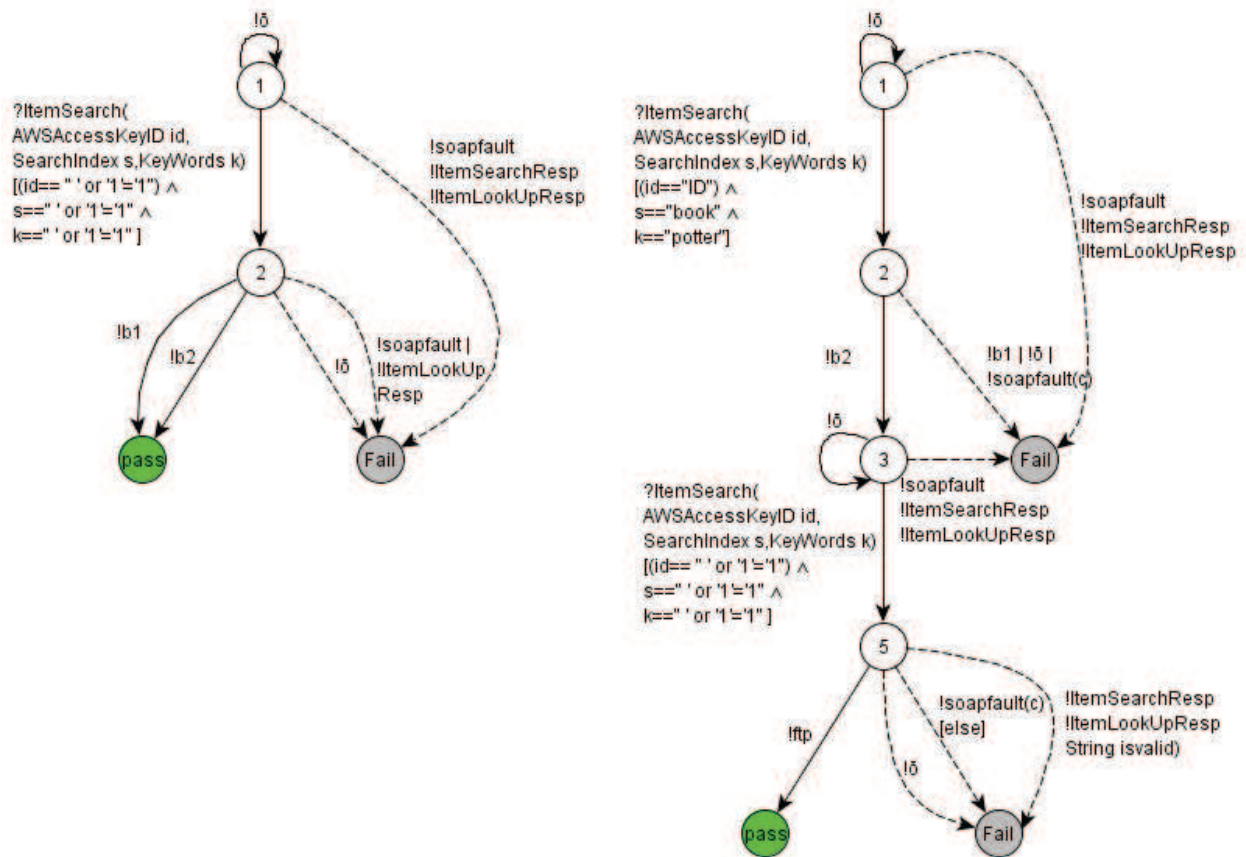 !δ
1
?ItemSearch(
AWSAccessKeyID id,
SearchIndex s,KeyWords k)
[(id== " ' or '1'='1") ∧
s==" ' or '1'='1" ∧
k==" ' or '1'='1" ]
!soapfault
!ItemSearchResp
!ItemLookUpResp
2
!b1
!b2
!δ
!soapfault |
!ItemLookUp
Resp
pass
Fail
!δ
1
?ItemSearch(
AWSAccessKeyID id,
SearchIndex s,KeyWords k)
[(id=="ID") ∧
s=="book" ∧
k=="potter"]
!soapfault
!ItemSearchResp
!ItemLookUpResp
2
!b2
!b1 | !δ |
!soapfault(c)
!δ
3
Fail
!soapfault
!ItemSearchResp
!ItemLookUpResp
?ItemSearch(
AWSAccessKeyID id,
SearchIndex s,KeyWords k)
[(id== " ' or '1'='1") ∧
s==" ' or '1'='1" ∧
k==" ' or '1'='1" ]
5
!ftp
!δ
!soapfault(c)
[else]
!ItemSearchResp
!ItemLookUpResp
String isvalid)
pass
Fail